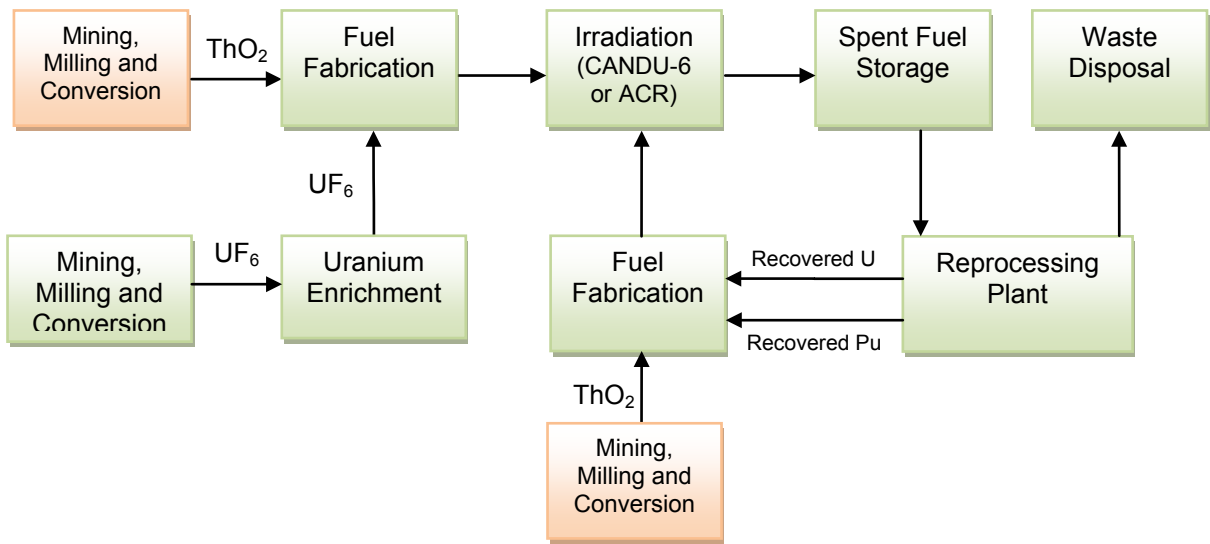 Mining,
Milling and
Conversion
ThO₂
Fuel
Fabrication
Irradiation
(CANDU-6
or ACR)
Spent Fuel
Storage
Waste
Disposal
UF₆
Mining,
Milling and
Conversion
UF₆
Uranium
Enrichment
Fuel
Fabrication
Recovered U
Recovered Pu
Reprocessing
Plant
ThO₂
Mining,
Milling and
Conversion